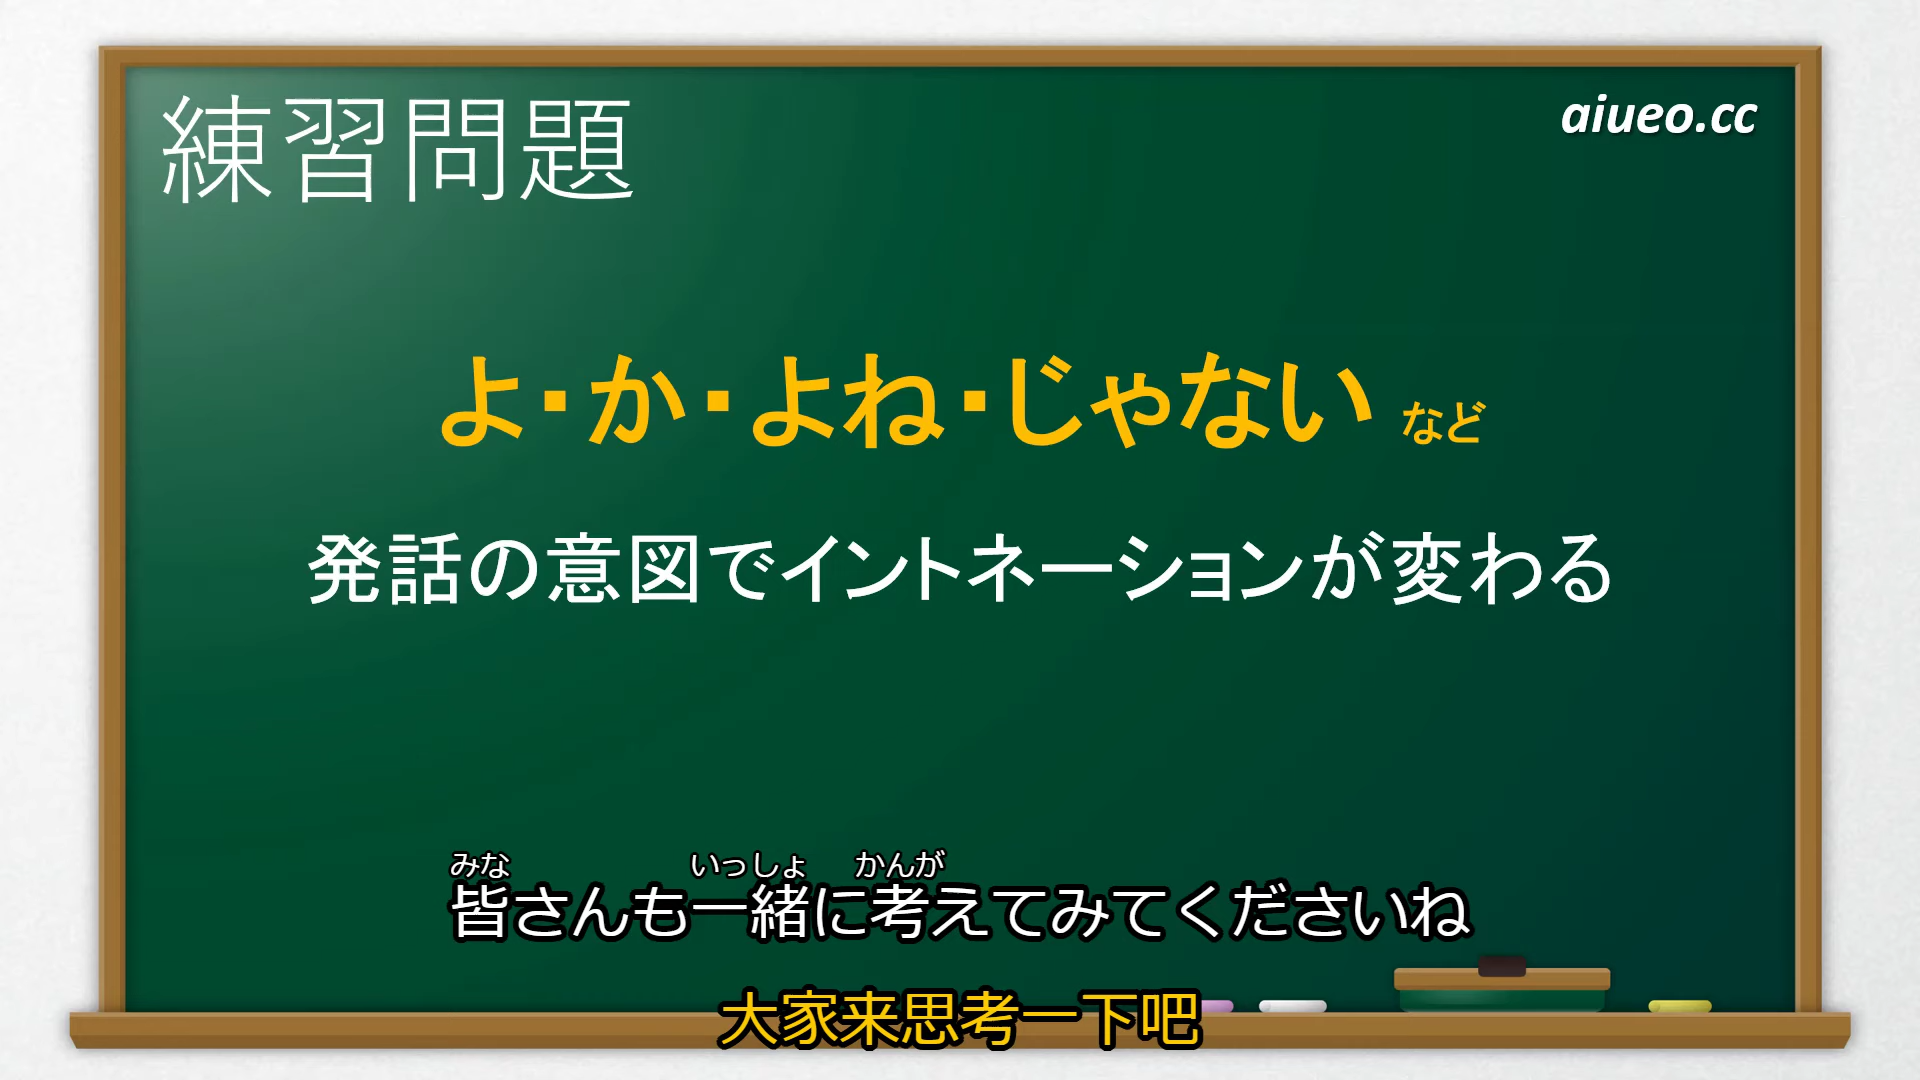 練習問題
aiueo.cc
よ・か・よね・じゃない など
発話の意図でイントネーションが変わる
みな いっしょ かんが
皆さんも一緒に考えてみてくださいね
大家来思考一下吧